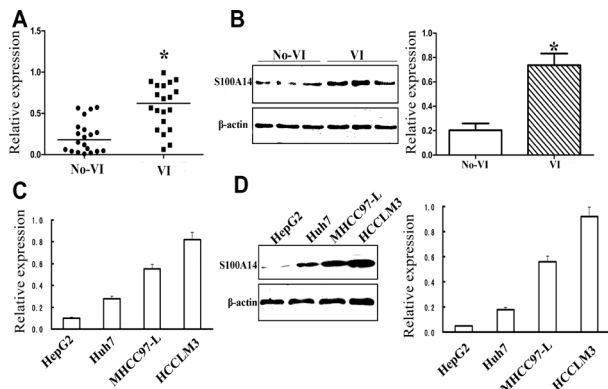 A
Relative expression
1.5
1.0
0.5
0.0
*
No-VI
VI
B
No-VI
VI
S100A14
β-actin
Relative expression
1.0
0.8
0.6
0.4
0.2
0.0
*
No-VI
VI
C
Relative expression
1.0
0.8
0.6
0.4
0.2
0.0
HepG2
Huh7
MHCC97-L
HCCLM3
D
HepG2
Huh7
MHCC97-L
HCCLM3
S100A14
β-actin
Relative expression
1.0
0.8
0.6
0.4
0.2
0.0
HepG2
Huh7
MHCC97-L
HCCLM3